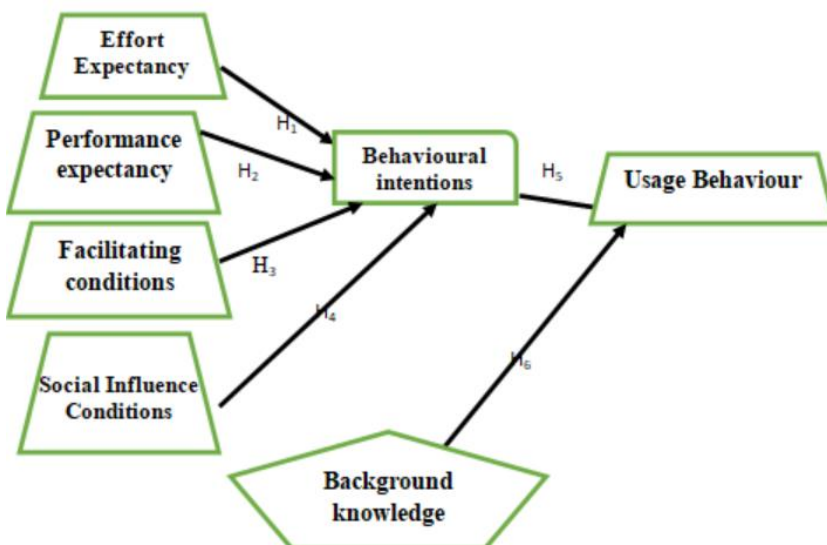 Effort
Expectancy
H₁
Performance
expectancy
H₂
Behavioural
intentions
H₅
Usage Behaviour
Facilitating
conditions
H₃
H₄
Social Influence
Conditions
H₆
Background
knowledge